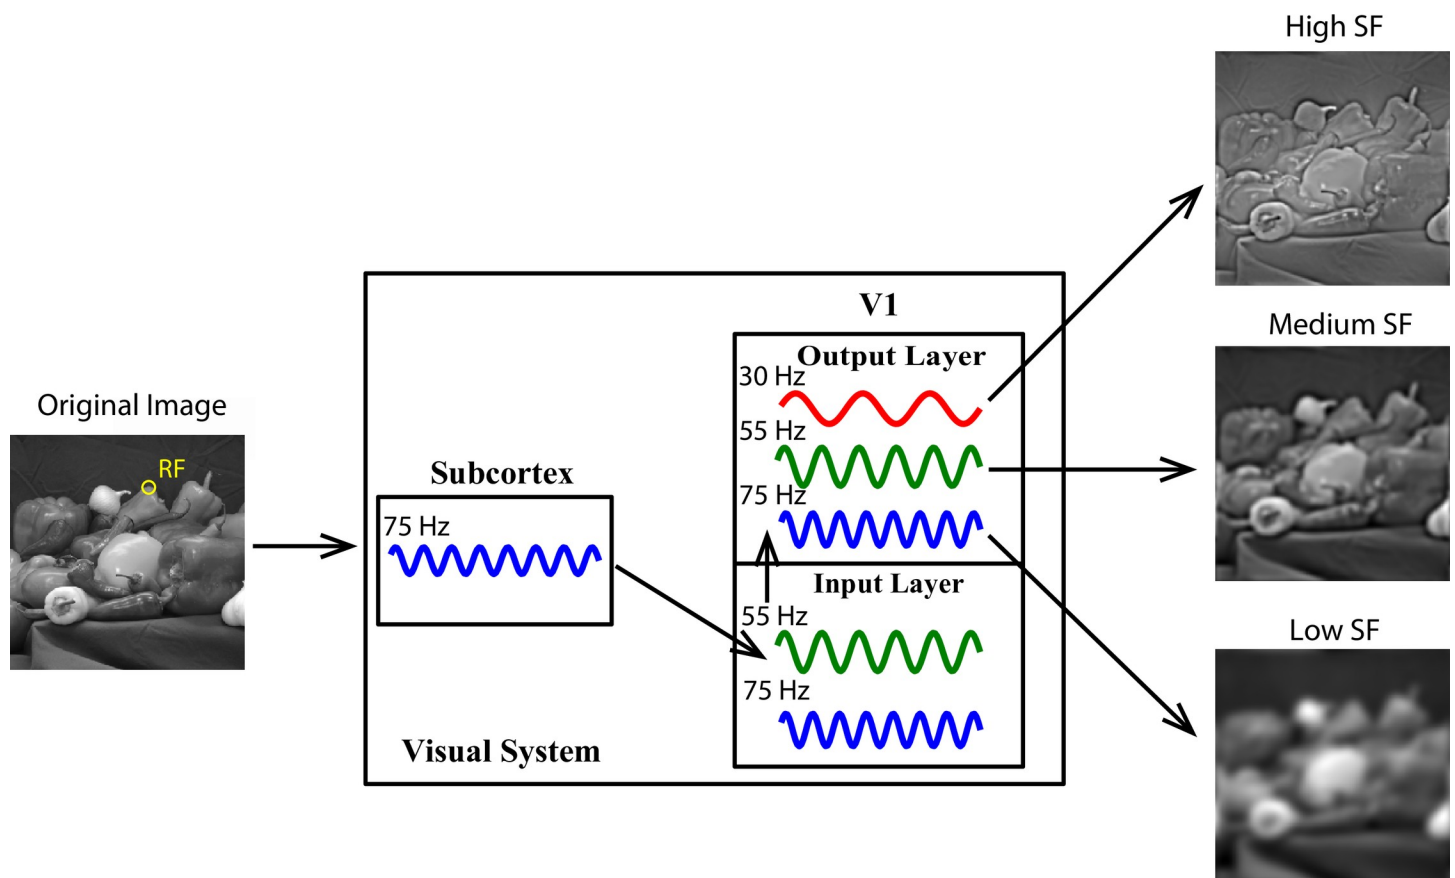 High SF
Medium SF
Low SF
Original Image
RF
Subcortex
75 Hz
Visual System
V1
Output Layer
30 Hz
55 Hz
75 Hz
Input Layer
55 Hz
75 Hz